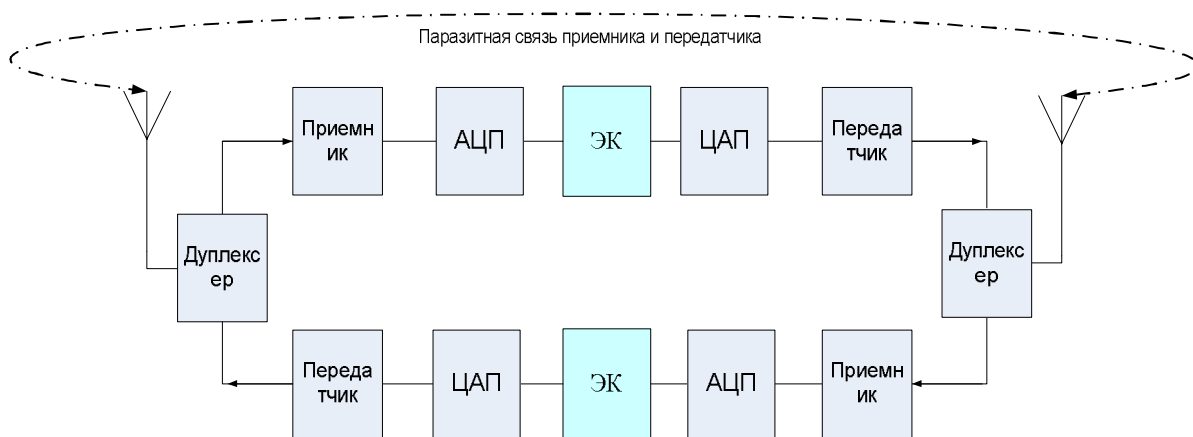 Паразитная связь приемника и передатчика
Приемн
ик
АЦП
ЭК
ЦАП
Переда
тчик
Дуплекс
ер
Дуплекс
ер
Переда
тчик
ЦАП
ЭК
АЦП
Приемн
ик